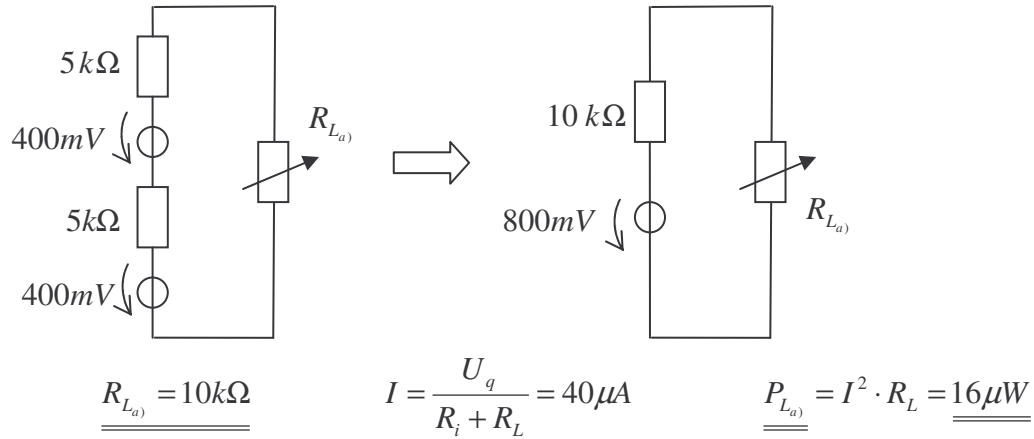 5kΩ
400mV
R_{L_{a)}}
5kΩ
400mV
10 kΩ
800mV
R_{L_{a)}}
R_{L_{a)}} = 10kΩ
I = \frac{U_q}{R_i + R_L} = 40μA
P_{L_{a)}} = I^2 · R_L = 16μW